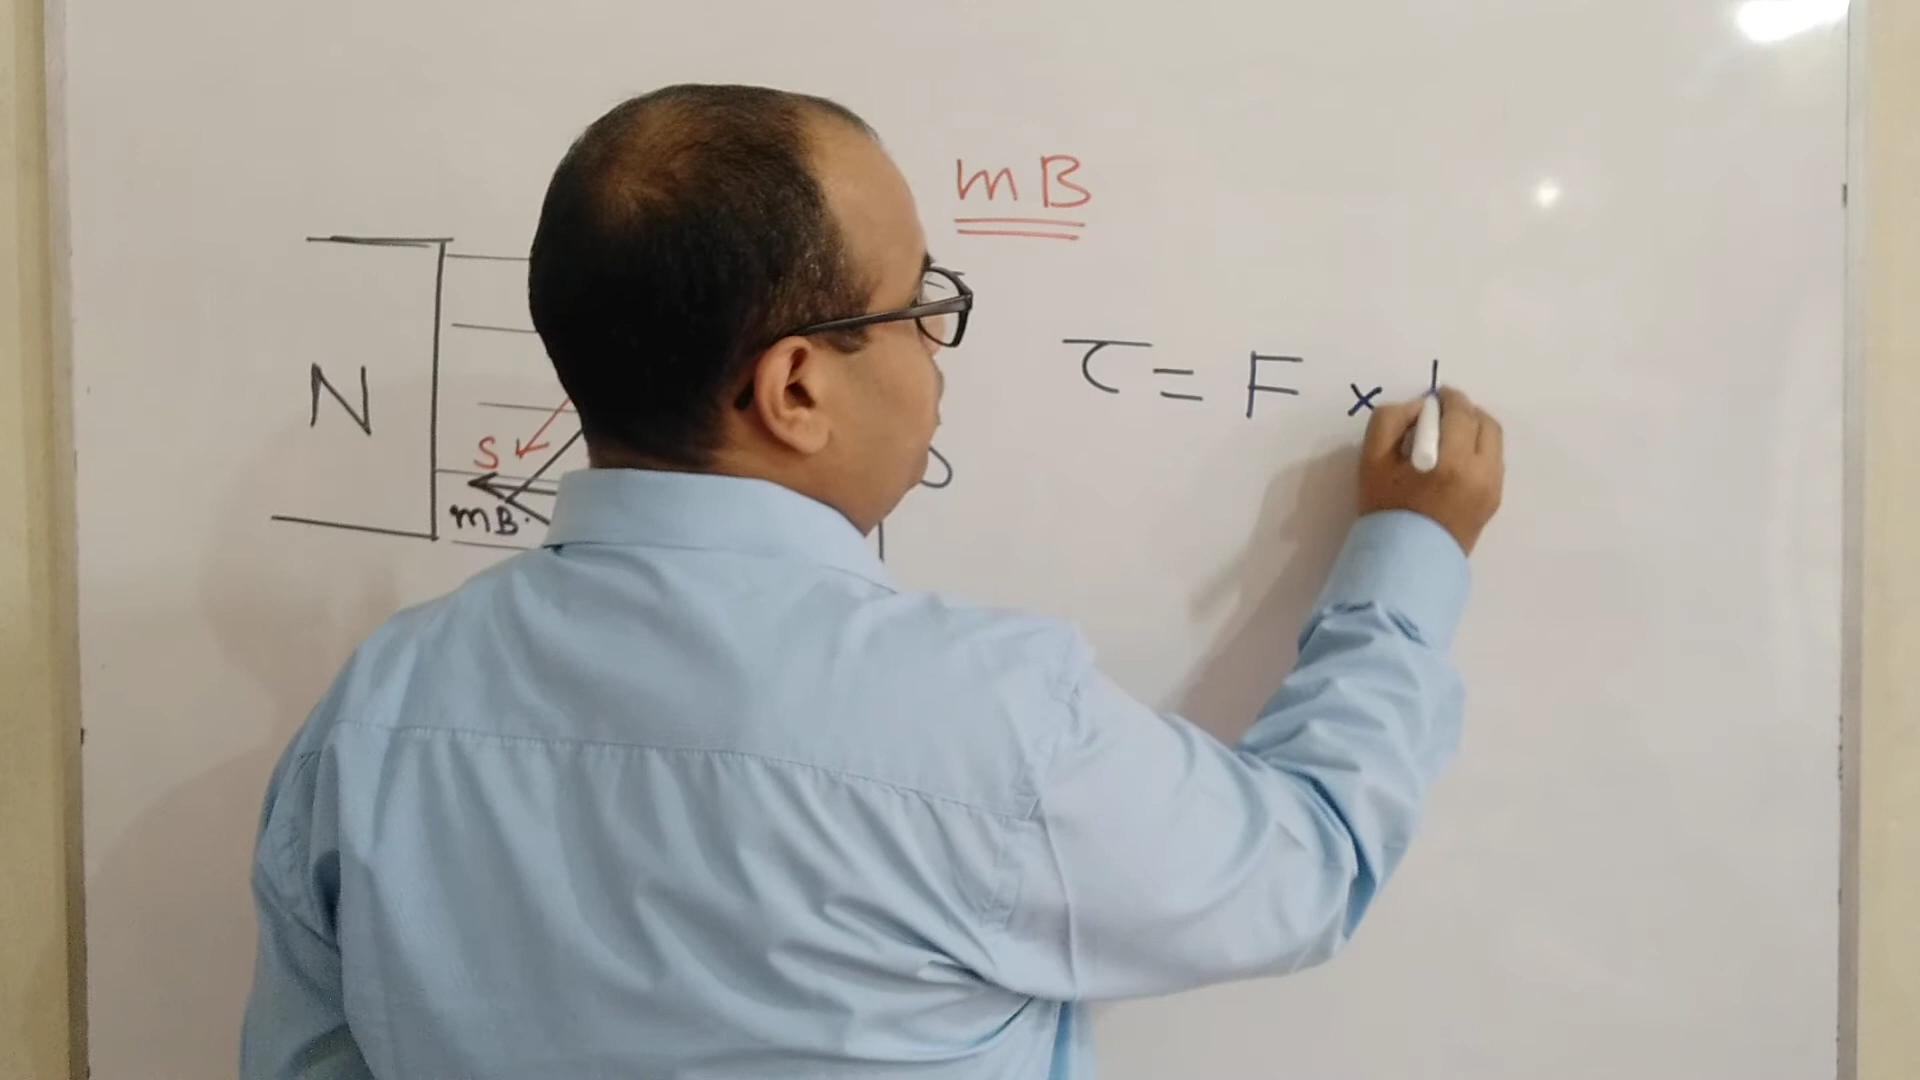 mB
τ = F ×
N
S
mB.